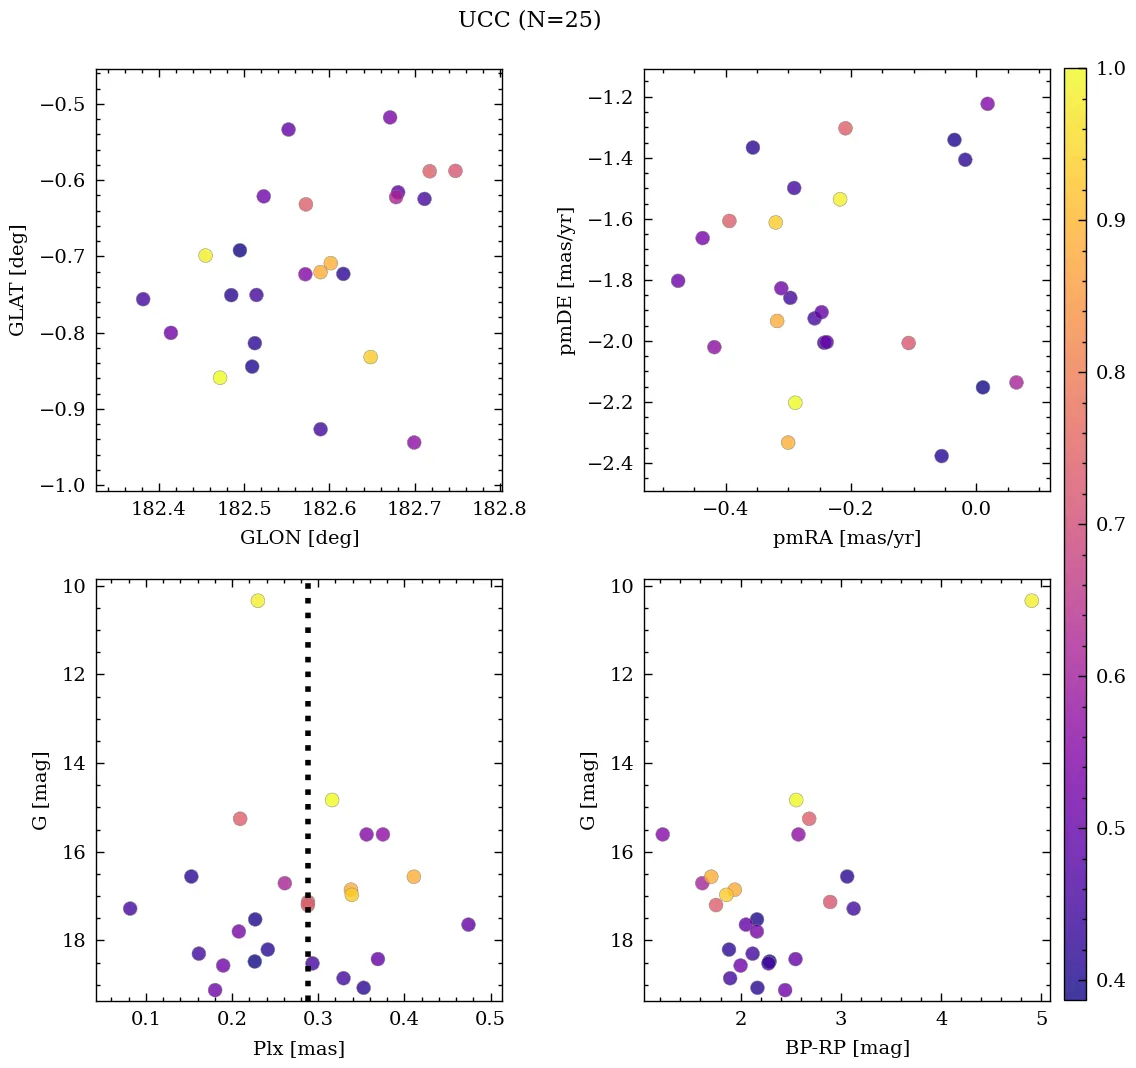 UCC (N=25)
−0.5
−0.6
−0.7
−0.8
−0.9
−1.0
GLAT [deg]
182.4 182.5 182.6 182.7 182.8
GLON [deg]
−1.2
−1.4
−1.6
−1.8
−2.0
−2.2
−2.4
pmDE [mas/yr]
−0.4 −0.2 0.0
pmRA [mas/yr]
10
12
14
16
18
G [mag]
0.1 0.2 0.3 0.4 0.5
Plx [mas]
10
12
14
16
18
G [mag]
2 3 4 5
BP-RP [mag]
1.0
0.9
0.8
0.7
0.6
0.5
0.4